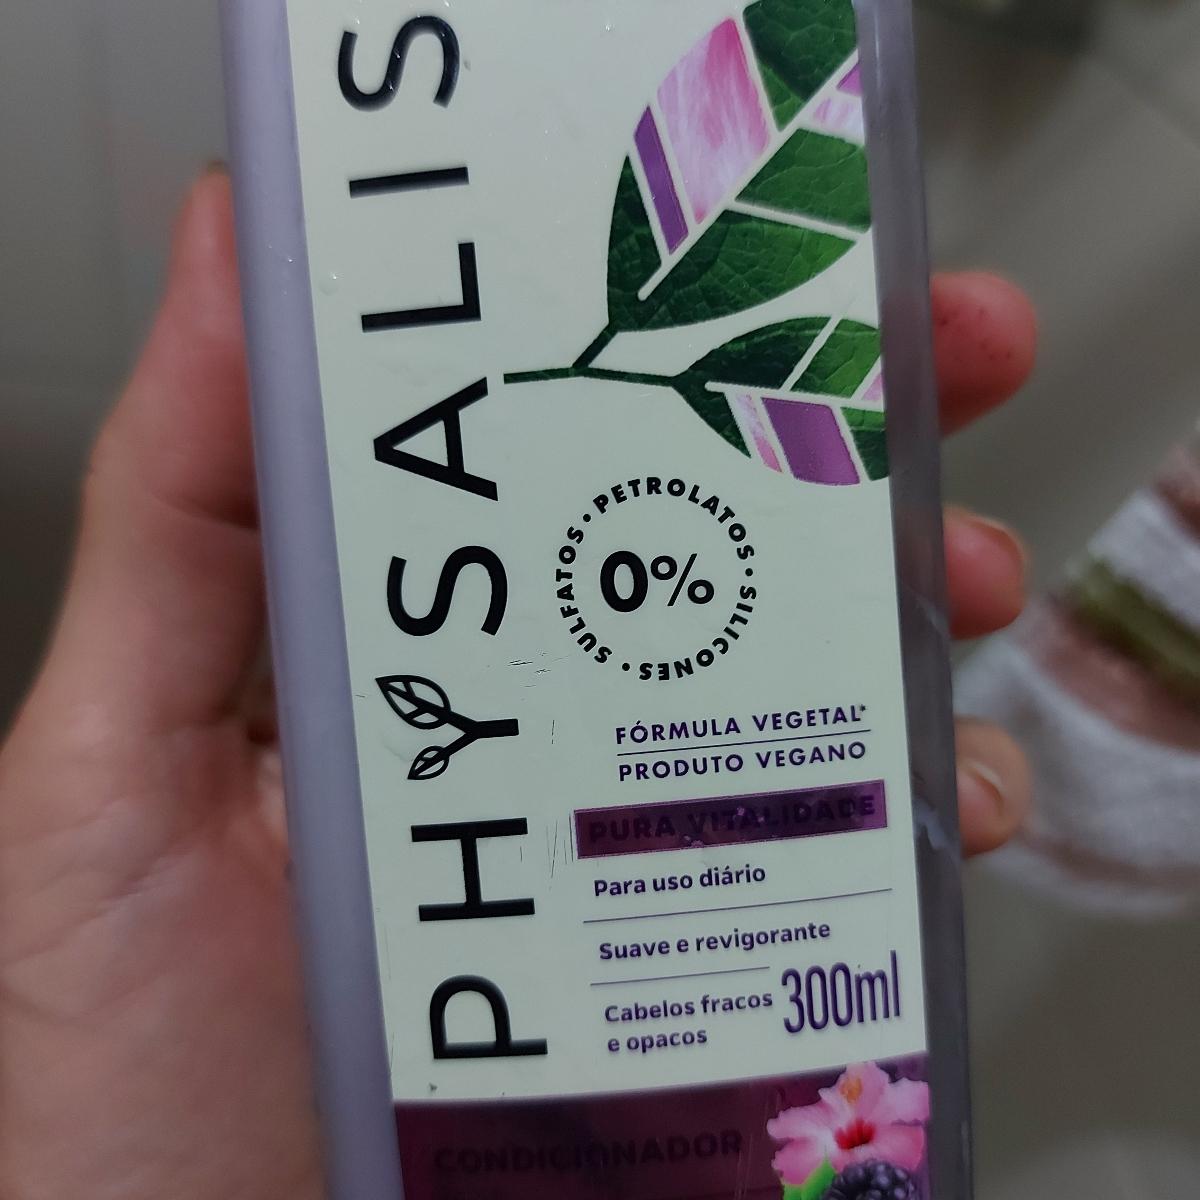 PHYSALIS
PETROLATOS • SILICONES • SULFATOS •
0%
FÓRMULA VEGETAL*
PRODUTO VEGANO
PURA VITALIDADE
Para uso diário
Suave e revigorante
Cabelos fracos
e opacos
300ml
CONDICIONADOR